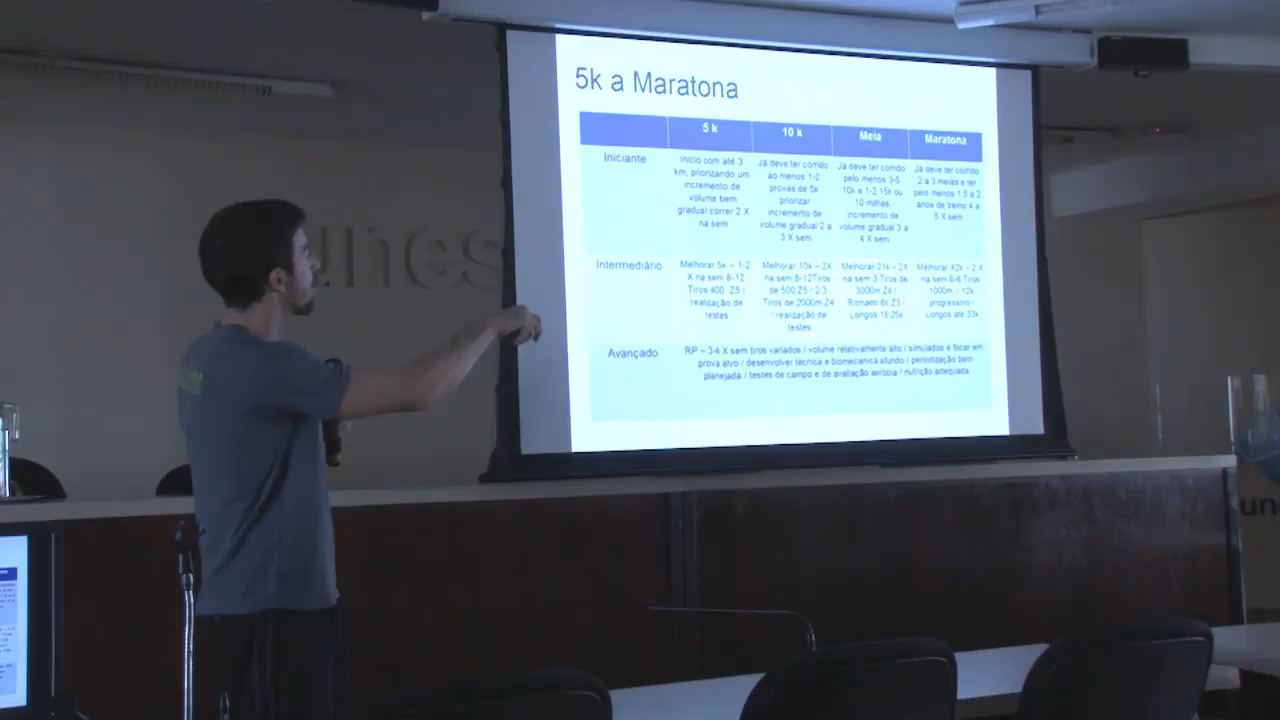 5k a Maratona
5 k
10 k
Meia
Maratona
Iniciante
Início com até 3
km, priorizando um
incremento de
volume bem
gradual correr 2 X
na sem
Já deve ter corrido
ao menos 1-2
provas de 5k
priorizar
incremento de
volume gradual 2 a
3 X sem
Já deve ter corrido
pelo menos 3-5
10k e 1-2 15k ou
10 milhas,
incremento de
volume gradual 3 a
4 X sem
Já deve ter corrido
2 a 3 meias e ter
pelo menos 1,5 a 2
anos de treino 4 a
5 X sem
Intermediário
Melhorar 5k – 1-2
X na sem 8-12
Tiros 400 Z5 /
realização de
testes
Melhorar 10k – 2X
na sem 8-12Tiros
de 500 Z5 / 2-3
Tiros de 2000m Z4
/ realização de
testes
Melhorar 21k – 2X
na sem 3 Tiros de
3000m Z4 /
Ritmado 6k Z3 /
Longos 18-25k
Melhorar 42k – 2 X
na sem 6-8 Tiros
1000m / 12k
progressivo /
Longos até 33k
Avançado
RP – 3-4 X sem tiros variados / volume relativamente alto / simulados e focar em
prova alvo / desenvolver técnica e biomecanica afundo / periodização bem
planejada / testes de campo e de avaliação aeróbia / nutrição adequada
unes
un